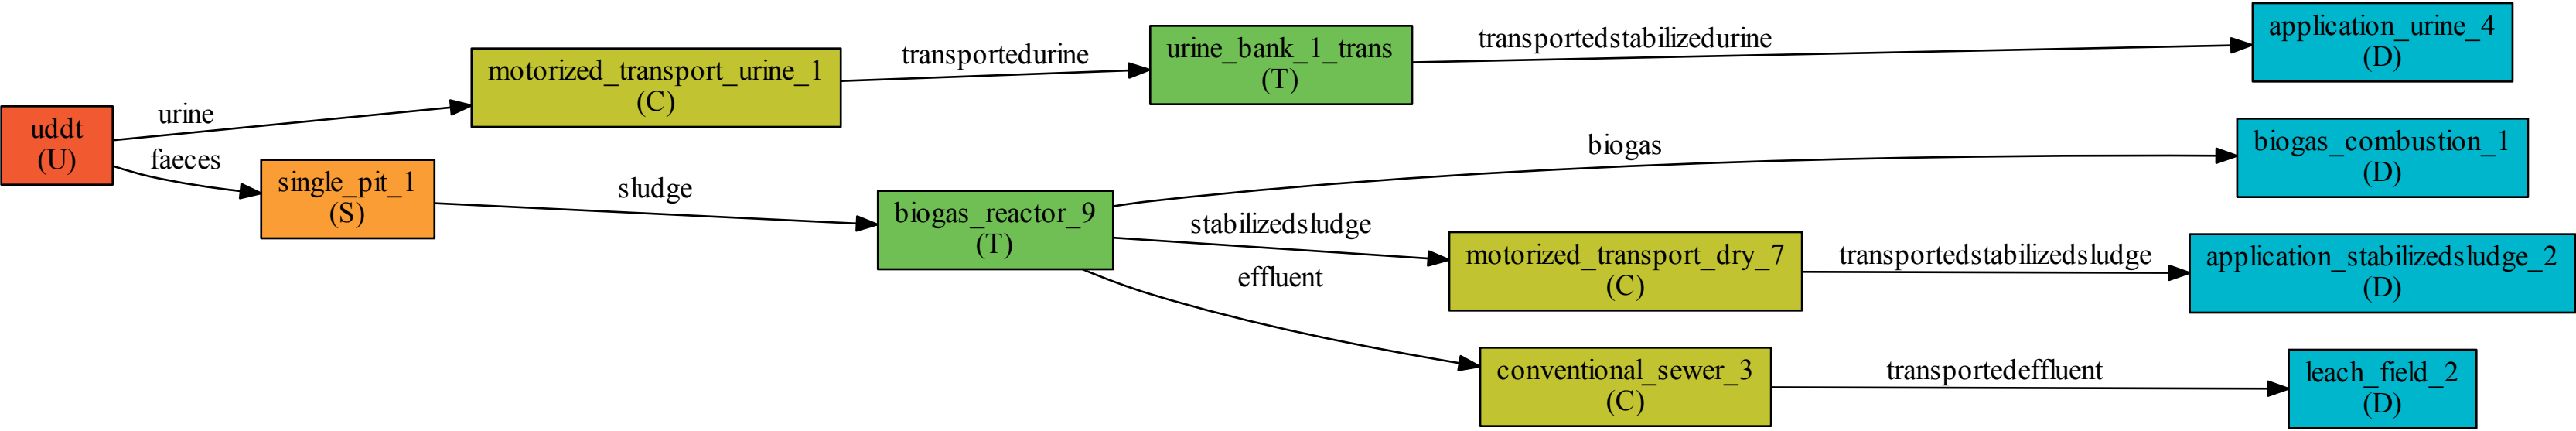 uddt
(U)
urine
faeces
motorized_transport_urine_1
(C)
transportedurine
urine_bank_1_trans
(T)
transportedstabilizedurine
application_urine_4
(D)
single_pit_1
(S)
sludge
biogas_reactor_9
(T)
biogas
biogas_combustion_1
(D)
stabilizedsludge
motorized_transport_dry_7
(C)
transportedstabilizedsludge
application_stabilizedsludge_2
(D)
effluent
conventional_sewer_3
(C)
transportedeffluent
leach_field_2
(D)